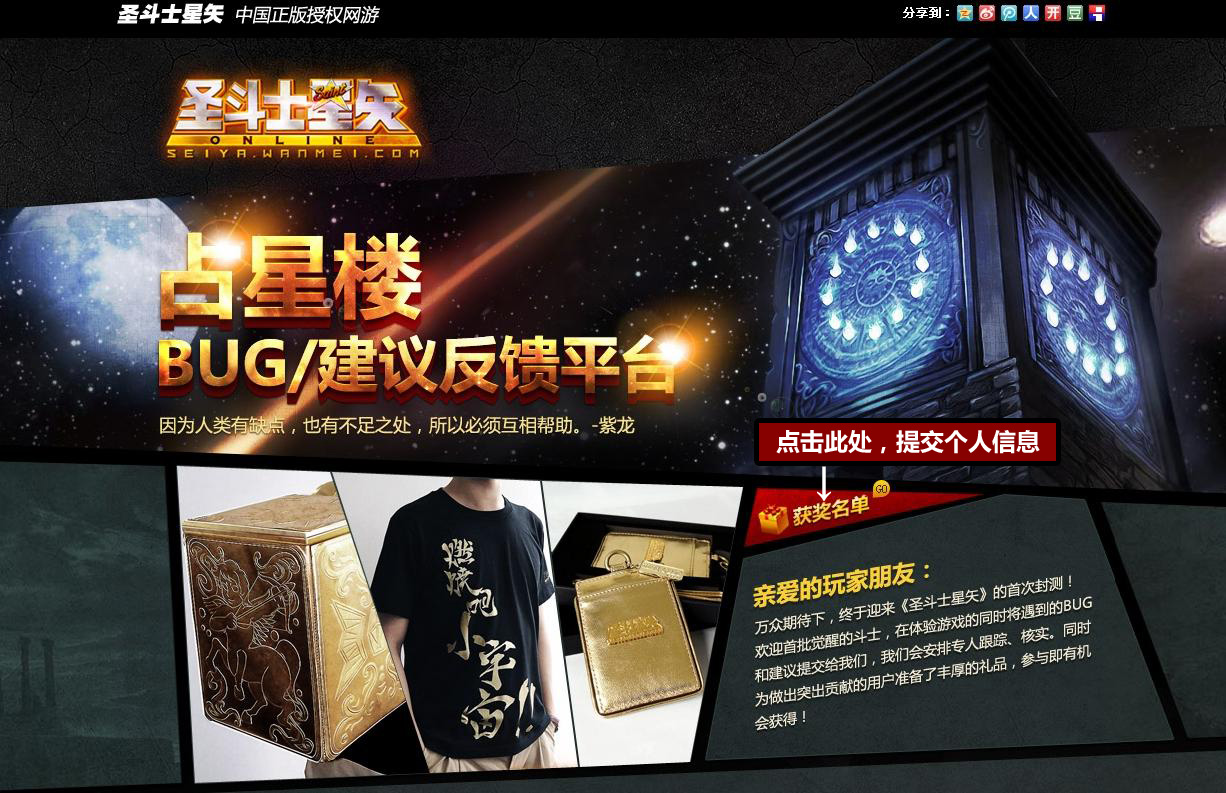 圣斗士星矢 中国正版授权网游
分享到：
圣斗士星矢
Saint
ONLINE
SEIYA.WANMEI.COM
占星楼
BUG/建议反馈平台
因为人类有缺点，也有不足之处，所以必须互相帮助。-紫龙
点击此处，提交个人信息
获奖名单 GO
燃烧吧
小宇宙!!
亲爱的玩家朋友：
万众期待下，终于迎来《圣斗士星矢》的首次封测！
欢迎首批觉醒的斗士，在体验游戏的同时将遇到的BUG
和建议提交给我们，我们会安排专人跟踪、核实。同时
为做出突出贡献的用户准备了丰厚的礼品，参与即有机
会获得！